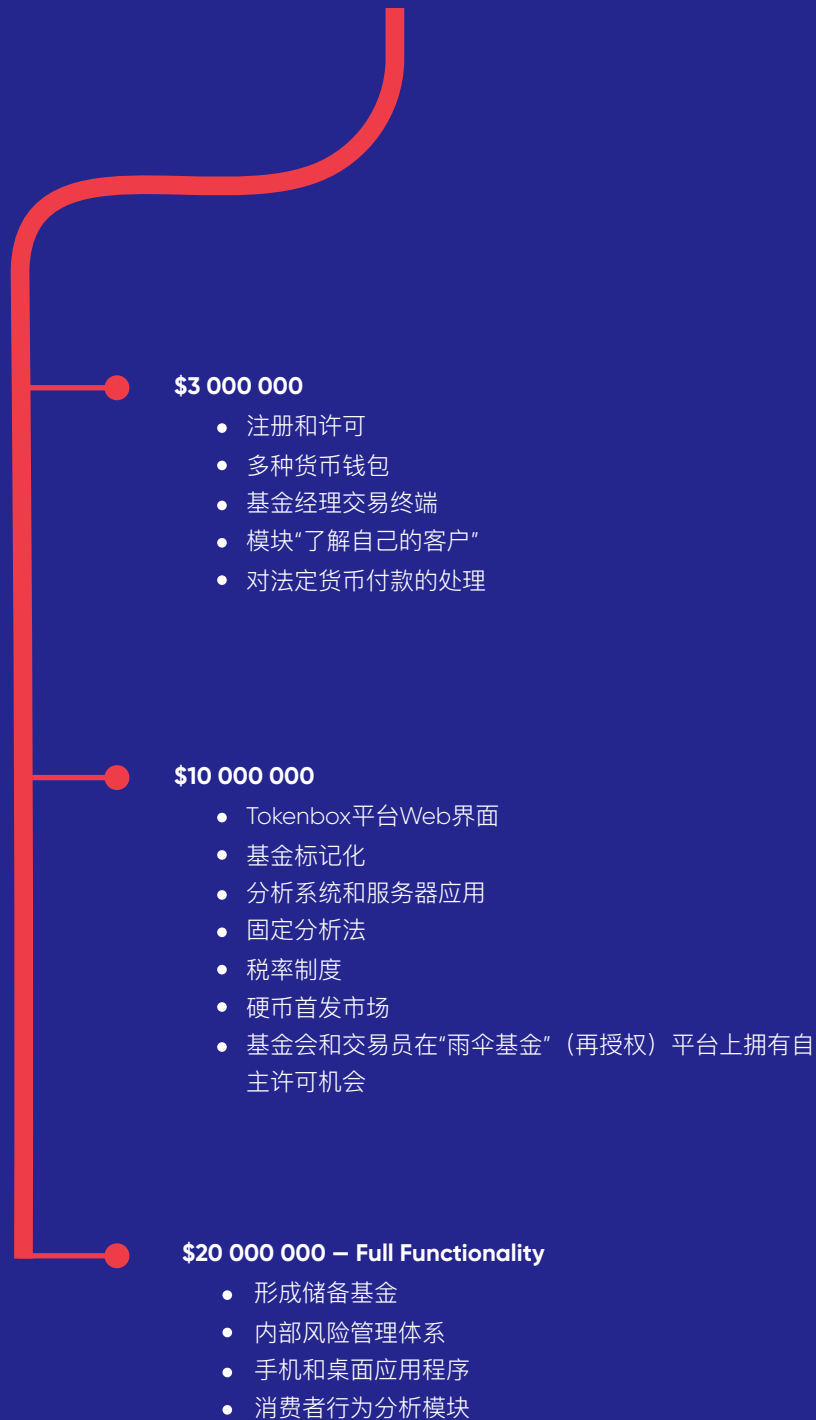 $3 000 000
• 注册和许可
• 多种货币钱包
• 基金经理交易终端
• 模块“了解自己的客户”
• 对法定货币付款的处理
$10 000 000
• Tokenbox平台Web界面
• 基金标记化
• 分析系统和服务器应用
• 固定分析法
• 税率制度
• 硬币首发市场
• 基金会和交易员在“雨伞基金”（再授权）平台上拥有自
主许可机会
$20 000 000 – Full Functionality
• 形成储备基金
• 内部风险管理体系
• 手机和桌面应用程序
• 消费者行为分析模块